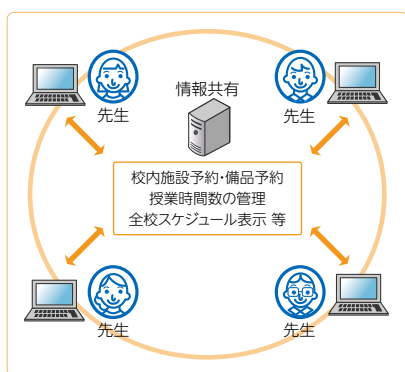 情報共有
先生
先生
校内施設予約・備品予約
授業時間数の管理
全校スケジュール表示 等
先生
先生